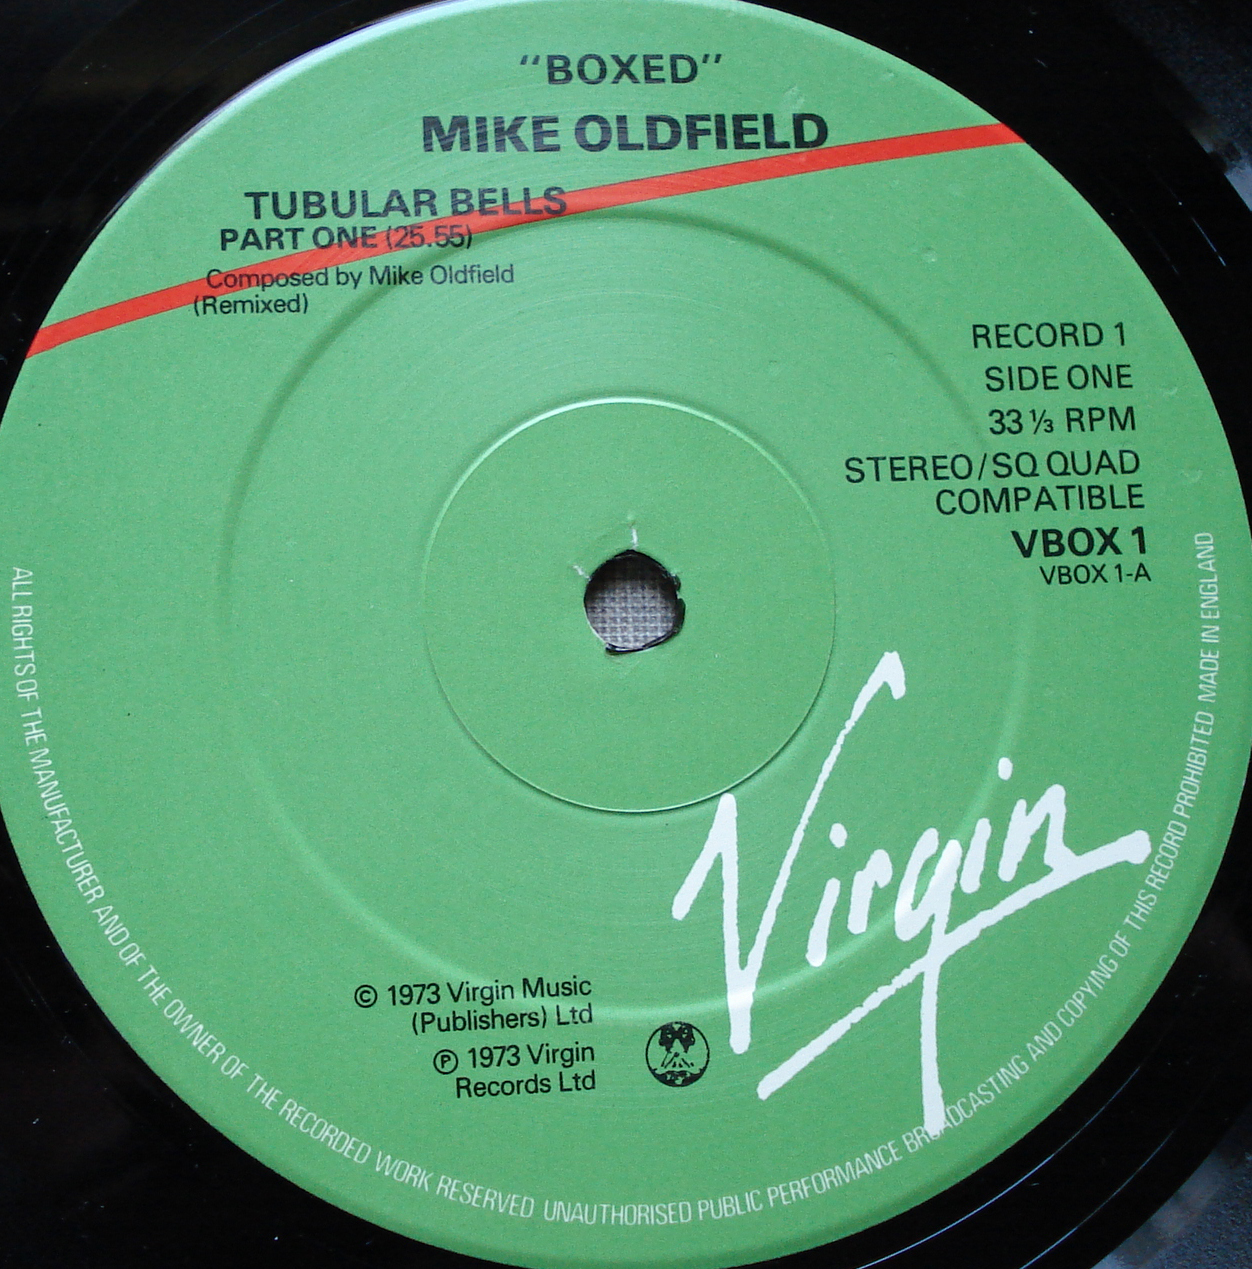 “BOXED”
MIKE OLDFIELD
TUBULAR BELLS
PART ONE (25.55)
Composed by Mike Oldfield
(Remixed)
RECORD 1
SIDE ONE
33 ⅓ RPM
STEREO/SQ QUAD
COMPATIBLE
VBOX 1
VBOX 1-A
Virgin
© 1973 Virgin Music
(Publishers) Ltd
℗ 1973 Virgin
Records Ltd
ALL RIGHTS OF THE MANUFACTURER AND OF THE OWNER OF THE RECORDED WORK RESERVED UNAUTHORISED PUBLIC PERFORMANCE BROADCASTING AND COPYING OF THIS RECORD PROHIBITED MADE IN ENGLAND